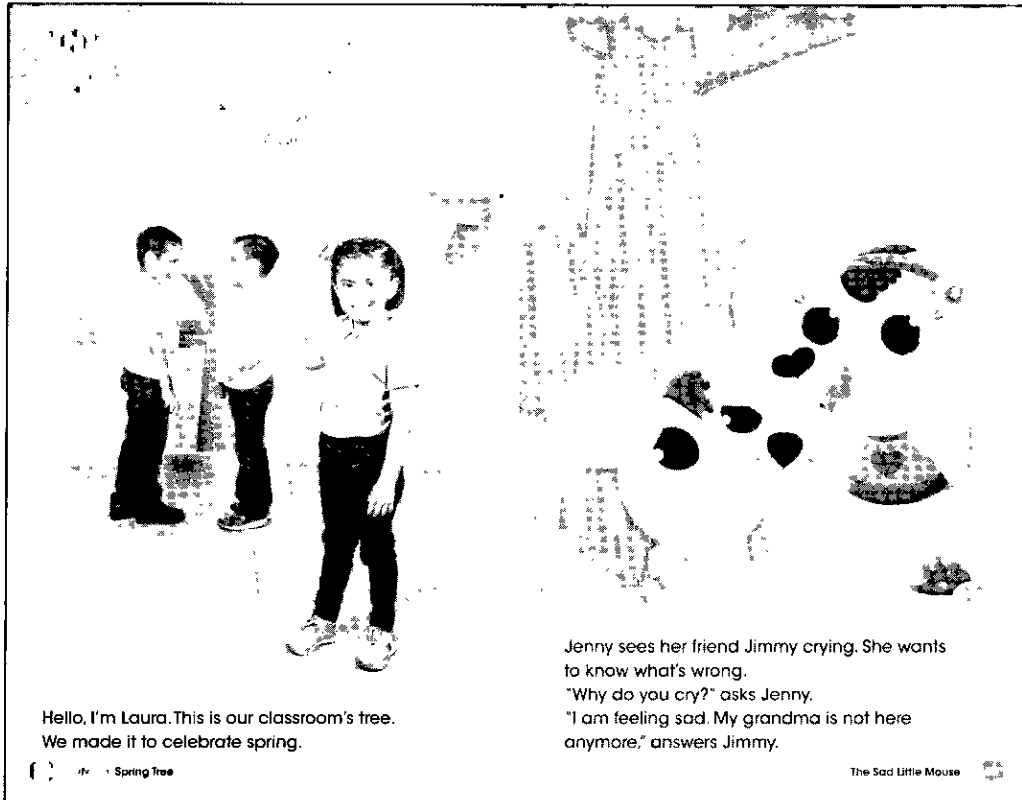 Hello, I'm Laura. This is our classroom's tree.
We made it to celebrate spring.
Spring Tree
Jenny sees her friend Jimmy crying. She wants
to know what's wrong.
"Why do you cry?" asks Jenny.
"I am feeling sad. My grandma is not here
anymore," answers Jimmy.
The Sad Little Mouse